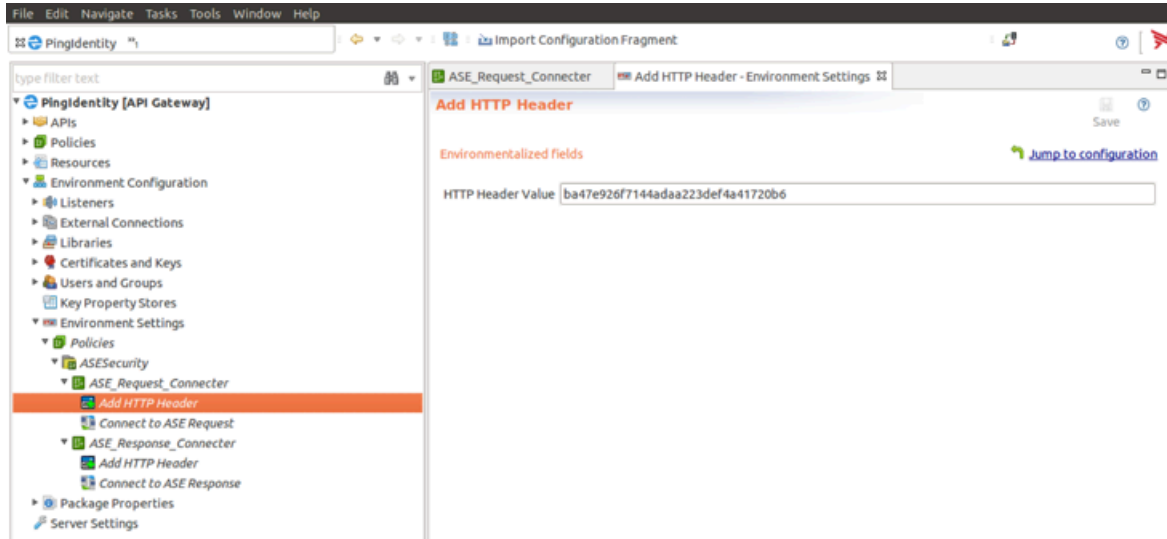 File Edit Navigate Tasks Tools Window Help
PingIdentity "1
Import Configuration Fragment
type filter text
ASE_Request_Connecter
Add HTTP Header - Environment Settings
PingIdentity [API Gateway]
APIs
Policies
Resources
Environment Configuration
Listeners
External Connections
Libraries
Certificates and Keys
Users and Groups
Key Property Stores
Environment Settings
Policies
ASESecurity
ASE_Request_Connecter
Add HTTP Header
Connect to ASE Request
ASE_Response_Connecter
Add HTTP Header
Connect to ASE Response
Package Properties
Server Settings
Add HTTP Header
Save
Environmentalized fields
Jump to configuration
HTTP Header Value ba47e926f7144adaa223def4a41720b6